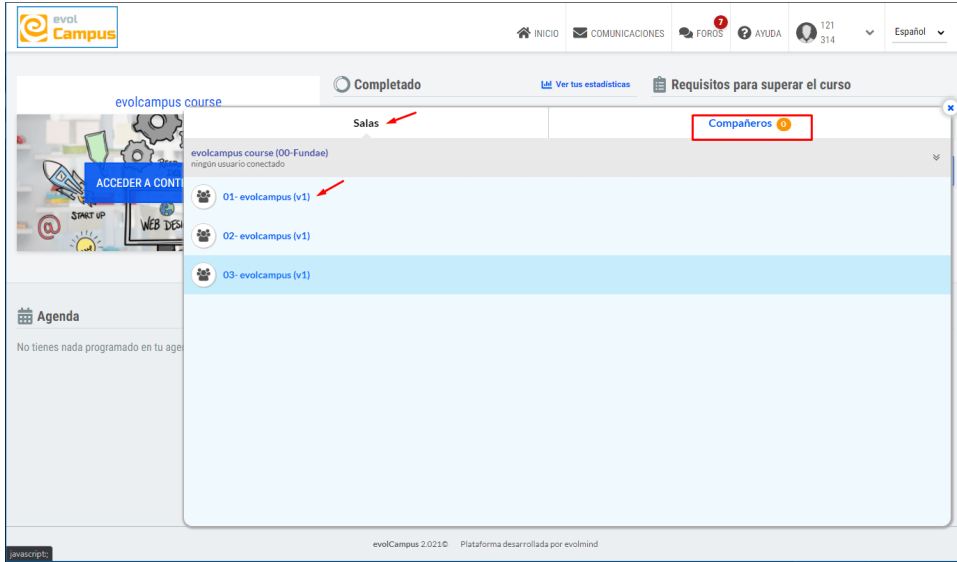 evol
Campus
INICIO
COMUNICACIONES
FOROS
7
AYUDA
121
314
Español
Completado
Ver tus estadísticas
Requisitos para superar el curso
evolcampus course
ACCEDER A CONTI
START UP
WEB DESI
Salas
Compañeros 0
evolcampus course (00-Fundae)
ningún usuario conectado
01- evolcampus (v1)
02- evolcampus (v1)
03- evolcampus (v1)
Agenda
No tienes nada programado en tu age
evolCampus 2.021© Plataforma desarrollada por evolmind
javascript:;